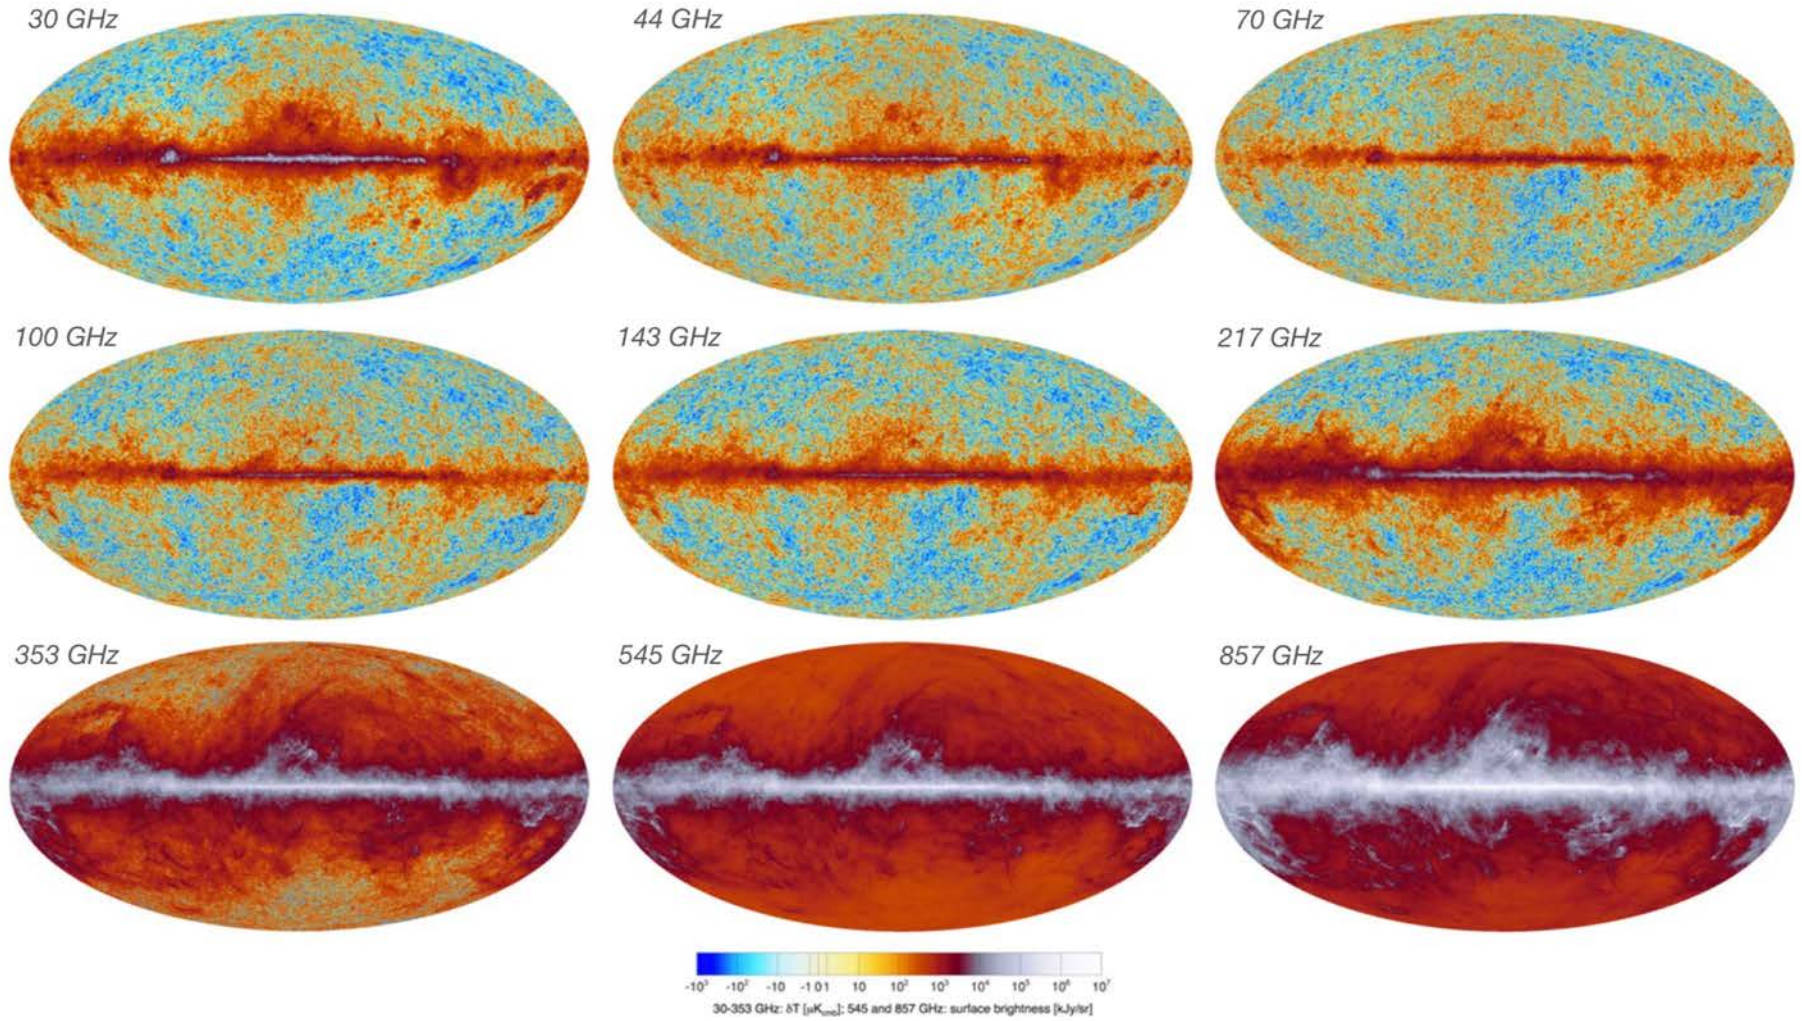 30 GHz 44 GHz 70 GHz
100 GHz 143 GHz 217 GHz
353 GHz 545 GHz 857 GHz
-10³ -10² -10 -1 0 1 10 10² 10³ 10⁴ 10⁵ 10⁶ 10⁷
30-353 GHz: δT [μK_cmb]; 545 and 857 GHz: surface brightness [kJy/sr]